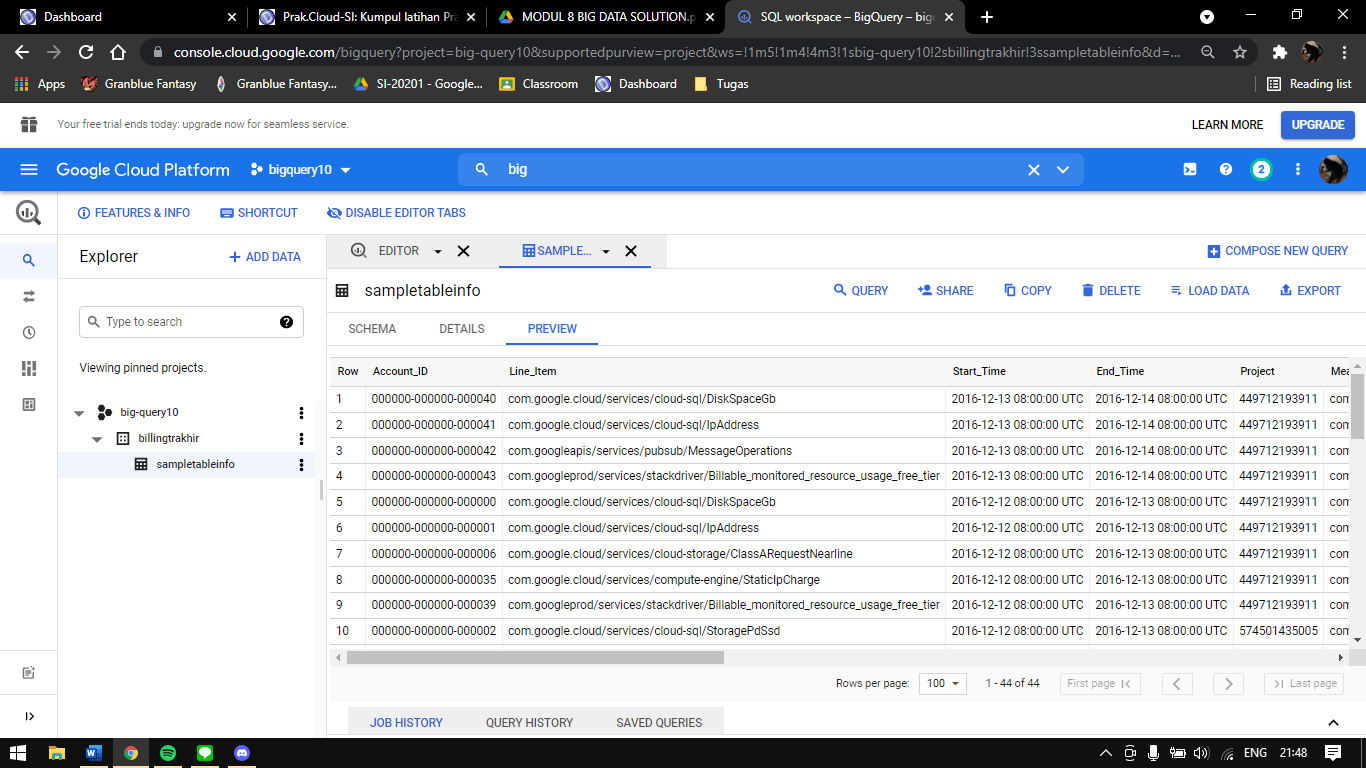 Dashboard
Prak.Cloud-SI: Kumpul latihan Pra
MODUL 8 BIG DATA SOLUTION.p
SQL workspace – BigQuery – big
console.cloud.google.com/bigquery?project=big-query10&supportedpurview=project&ws=!1m5!1m4!4m3!1sbig-query10!2sbillingtrakhir!3ssampletableinfo&d=...
Apps
Granblue Fantasy
Granblue Fantasy...
SI-20201 - Google...
Classroom
Dashboard
Tugas
Reading list
Your free trial ends today: upgrade now for seamless service.
LEARN MORE
UPGRADE
Google Cloud Platform
bigquery10
big
2
FEATURES & INFO
SHORTCUT
DISABLE EDITOR TABS
Explorer
+ ADD DATA
EDITOR
SAMPLE...
COMPOSE NEW QUERY
Type to search
Viewing pinned projects.
big-query10
billingtrakhir
sampletableinfo
sampletableinfo
QUERY
SHARE
COPY
DELETE
LOAD DATA
EXPORT
SCHEMA
DETAILS
PREVIEW
Row Account_ID Line_Item Start_Time End_Time Project Mea
1 000000-000000-000040 com.google.cloud/services/cloud-sql/DiskSpaceGb 2016-12-13 08:00:00 UTC 2016-12-14 08:00:00 UTC 449712193911 com
2 000000-000000-000041 com.google.cloud/services/cloud-sql/IpAddress 2016-12-13 08:00:00 UTC 2016-12-14 08:00:00 UTC 449712193911 com
3 000000-000000-000042 com.googleapis/services/pubsub/MessageOperations 2016-12-13 08:00:00 UTC 2016-12-14 08:00:00 UTC 449712193911 com
4 000000-000000-000043 com.googleprod/services/stackdriver/Billable_monitored_resource_usage_free_tier 2016-12-13 08:00:00 UTC 2016-12-14 08:00:00 UTC 449712193911 com
5 000000-000000-000000 com.google.cloud/services/cloud-sql/DiskSpaceGb 2016-12-12 08:00:00 UTC 2016-12-13 08:00:00 UTC 449712193911 com
6 000000-000000-000001 com.google.cloud/services/cloud-sql/IpAddress 2016-12-12 08:00:00 UTC 2016-12-13 08:00:00 UTC 449712193911 com
7 000000-000000-000006 com.google.cloud/services/cloud-storage/ClassARequestNearline 2016-12-12 08:00:00 UTC 2016-12-13 08:00:00 UTC 449712193911 com
8 000000-000000-000035 com.google.cloud/services/compute-engine/StaticIpCharge 2016-12-12 08:00:00 UTC 2016-12-13 08:00:00 UTC 449712193911 com
9 000000-000000-000039 com.googleprod/services/stackdriver/Billable_monitored_resource_usage_free_tier 2016-12-12 08:00:00 UTC 2016-12-13 08:00:00 UTC 449712193911 com
10 000000-000000-000002 com.google.cloud/services/cloud-sql/StoragePdSsd 2016-12-12 08:00:00 UTC 2016-12-13 08:00:00 UTC 574501435005 com
Rows per page: 100 1 - 44 of 44 First page Last page
JOB HISTORY
QUERY HISTORY
SAVED QUERIES
ENG 21:48